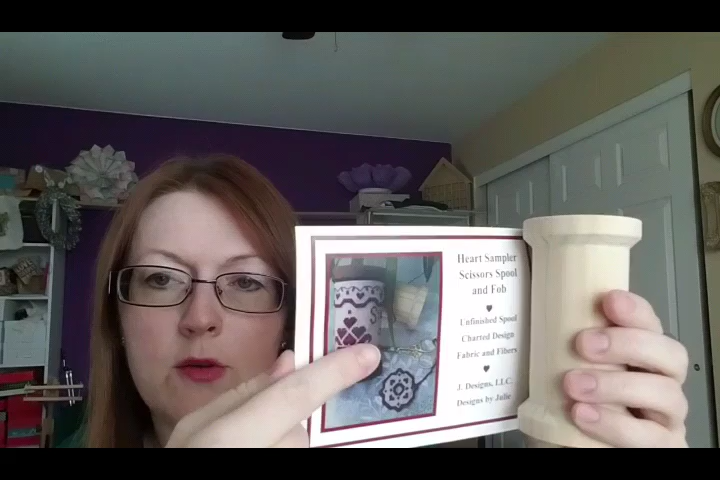 Heart Sampler
Scissors Spool
and Fob
Unfinished Spool
Charted Design
Fabric and Fibers
J. Designs, LLC.
Designs by Julie